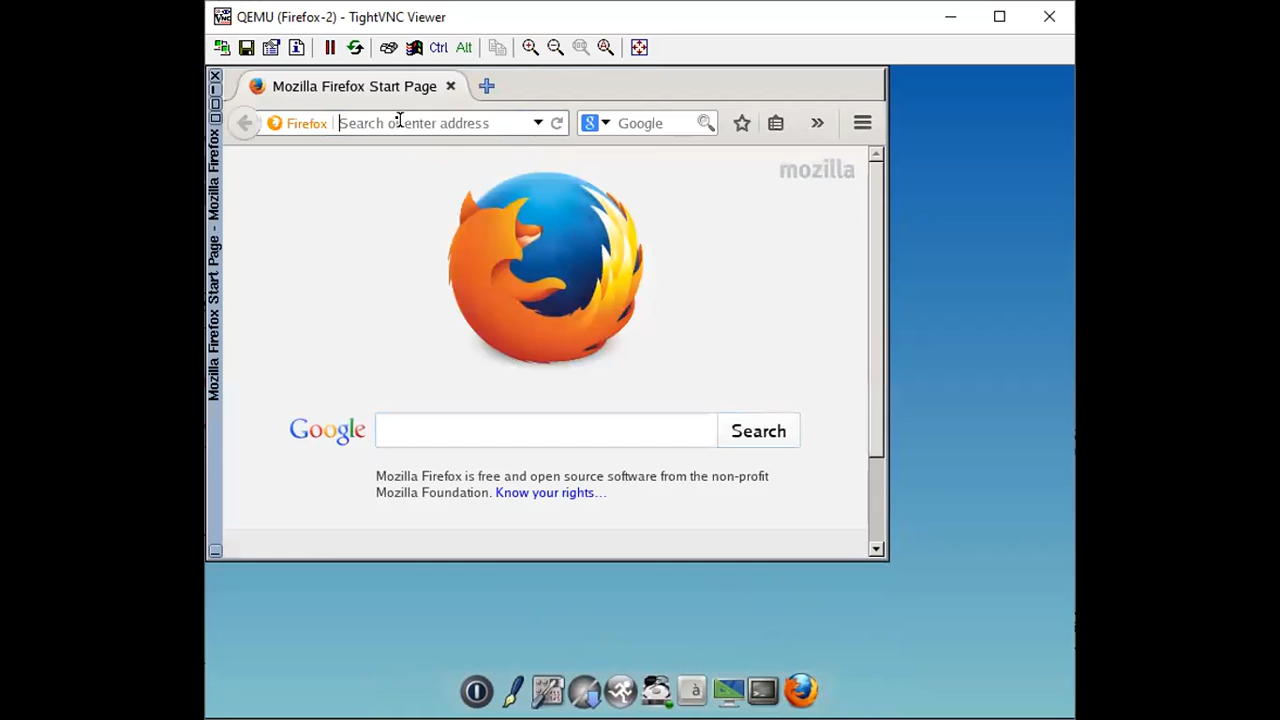 QEMU (Firefox-2) - TightVNC Viewer
Ctrl Alt
Mozilla Firefox Start Page - Mozilla Firefox
Mozilla Firefox Start Page
Firefox Search or enter address
8 Google
mozilla
Google
Search
Mozilla Firefox is free and open source software from the non-profit
Mozilla Foundation. Know your rights…
à